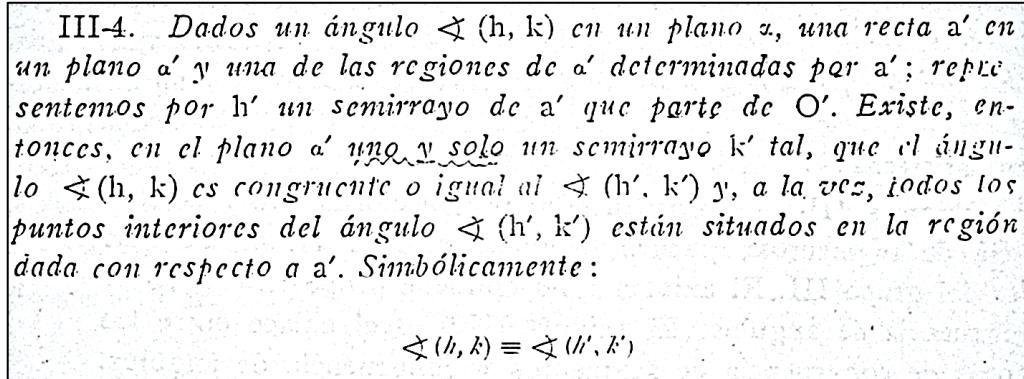 III-4. Dados un ángulo ∢ (h, k) en un plano α, una recta a′ en
un plano α′ y una de las regiones de α′ determinadas par a′; repre
sentemos por h′ un semirrayo de a′ que parte de O′. Existe, en-
tonces, en el plano α′ uno y solo un semirrayo k′ tal, que el ángu-
lo ∢ (h, k) es congruente o igual al ∢ (h′, k′) y, a la vez, todos los
puntos interiores del ángulo ∢ (h′, k′) están situados en la región
dada con respecto a a′. Simbólicamente:
∢ (h, k) ≡ ∢ (h′, k′)